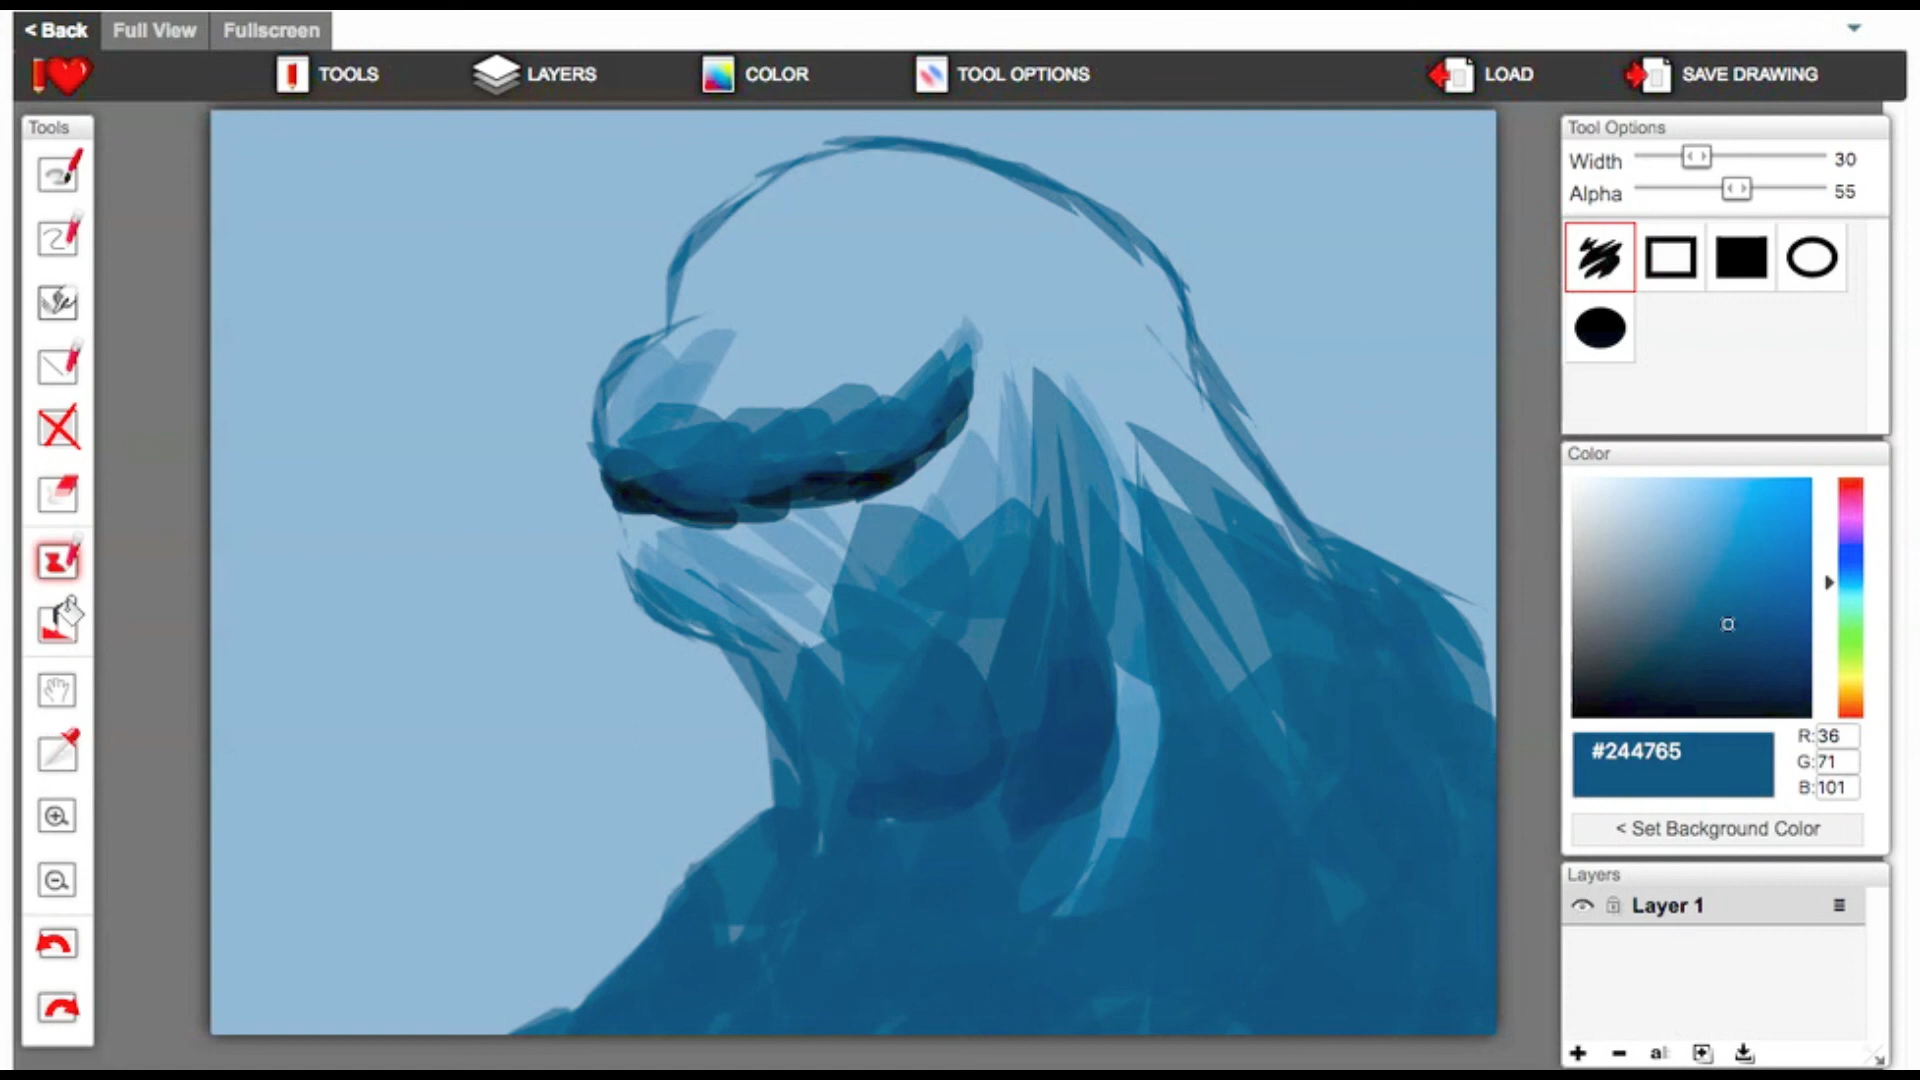 < Back Full View Fullscreen
TOOLS LAYERS COLOR TOOL OPTIONS LOAD SAVE DRAWING
Tools
Tool Options
Width 30
Alpha 55
Color
#244765
R: 36
G: 71
B: 101
< Set Background Color
Layers
Layer 1